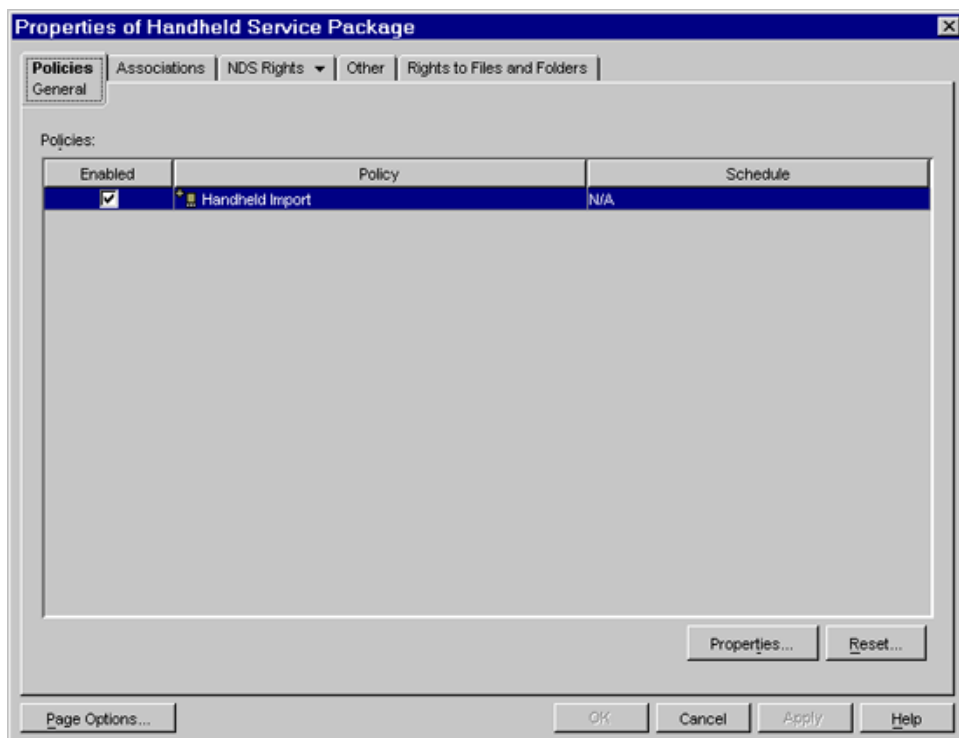 Properties of Handheld Service Package
Policies Associations NDS Rights Other Rights to Files and Folders
General
Policies:
Enabled Policy Schedule
Handheld Import N/A
Properties... Reset...
Page Options... OK Cancel Apply Help